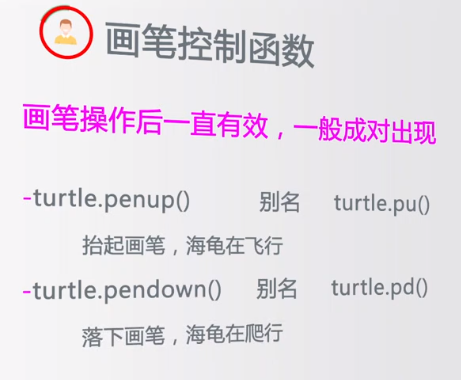 画笔控制函数
画笔操作后一直有效，一般成对出现
-turtle.penup() 别名 turtle.pu()
抬起画笔，海龟在飞行
-turtle.pendown() 别名 turtle.pd()
落下画笔，海龟在爬行